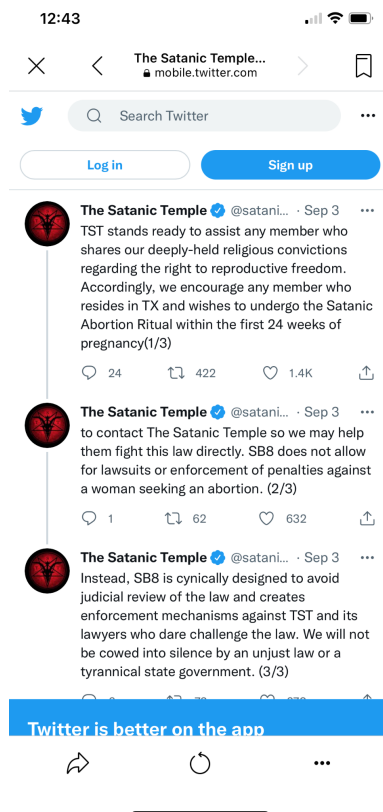 12:43
The Satanic Temple...
mobile.twitter.com
Search Twitter
Log in
Sign up
The Satanic Temple @satani... · Sep 3
TST stands ready to assist any member who
shares our deeply-held religious convictions
regarding the right to reproductive freedom.
Accordingly, we encourage any member who
resides in TX and wishes to undergo the Satanic
Abortion Ritual within the first 24 weeks of
pregnancy(1/3)
24 422 1.4K
The Satanic Temple @satani... · Sep 3
to contact The Satanic Temple so we may help
them fight this law directly. SB8 does not allow
for lawsuits or enforcement of penalties against
a woman seeking an abortion. (2/3)
1 62 632
The Satanic Temple @satani... · Sep 3
Instead, SB8 is cynically designed to avoid
judicial review of the law and creates
enforcement mechanisms against TST and its
lawyers who dare challenge the law. We will not
be cowed into silence by an unjust law or a
tyrannical state government. (3/3)
Twitter is better on the app